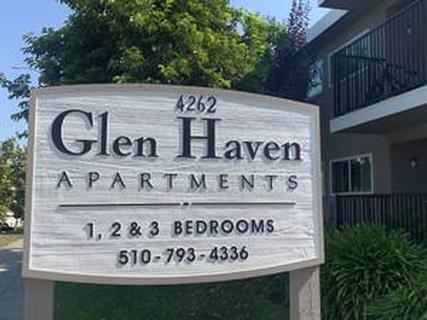 4262
Glen Haven
APARTMENTS
1, 2 & 3 BEDROOMS
510-793-4336